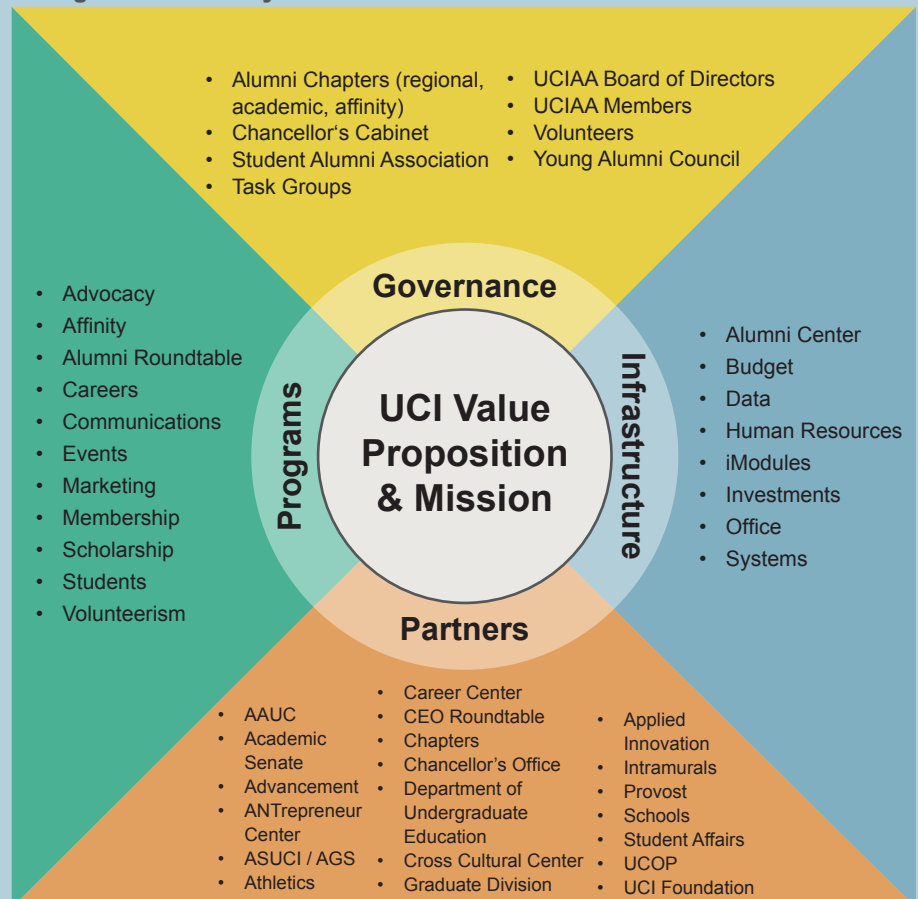 • Alumni Chapters (regional,
academic, affinity)
• Chancellor‘s Cabinet
• Student Alumni Association
• Task Groups
• UCIAA Board of Directors
• UCIAA Members
• Volunteers
• Young Alumni Council
Governance
• Advocacy
• Affinity
• Alumni Roundtable
• Careers
• Communications
• Events
• Marketing
• Membership
• Scholarship
• Students
• Volunteerism
Programs
UCI Value
Proposition
& Mission
Infrastructure
• Alumni Center
• Budget
• Data
• Human Resources
• iModules
• Investments
• Office
• Systems
Partners
• AAUC
• Academic
Senate
• Advancement
• ANTrepreneur
Center
• ASUCI / AGS
• Athletics
• Career Center
• CEO Roundtable
• Chapters
• Chancellor’s Office
• Department of
Undergraduate
Education
• Cross Cultural Center
• Graduate Division
• Applied
Innovation
• Intramurals
• Provost
• Schools
• Student Affairs
• UCOP
• UCI Foundation